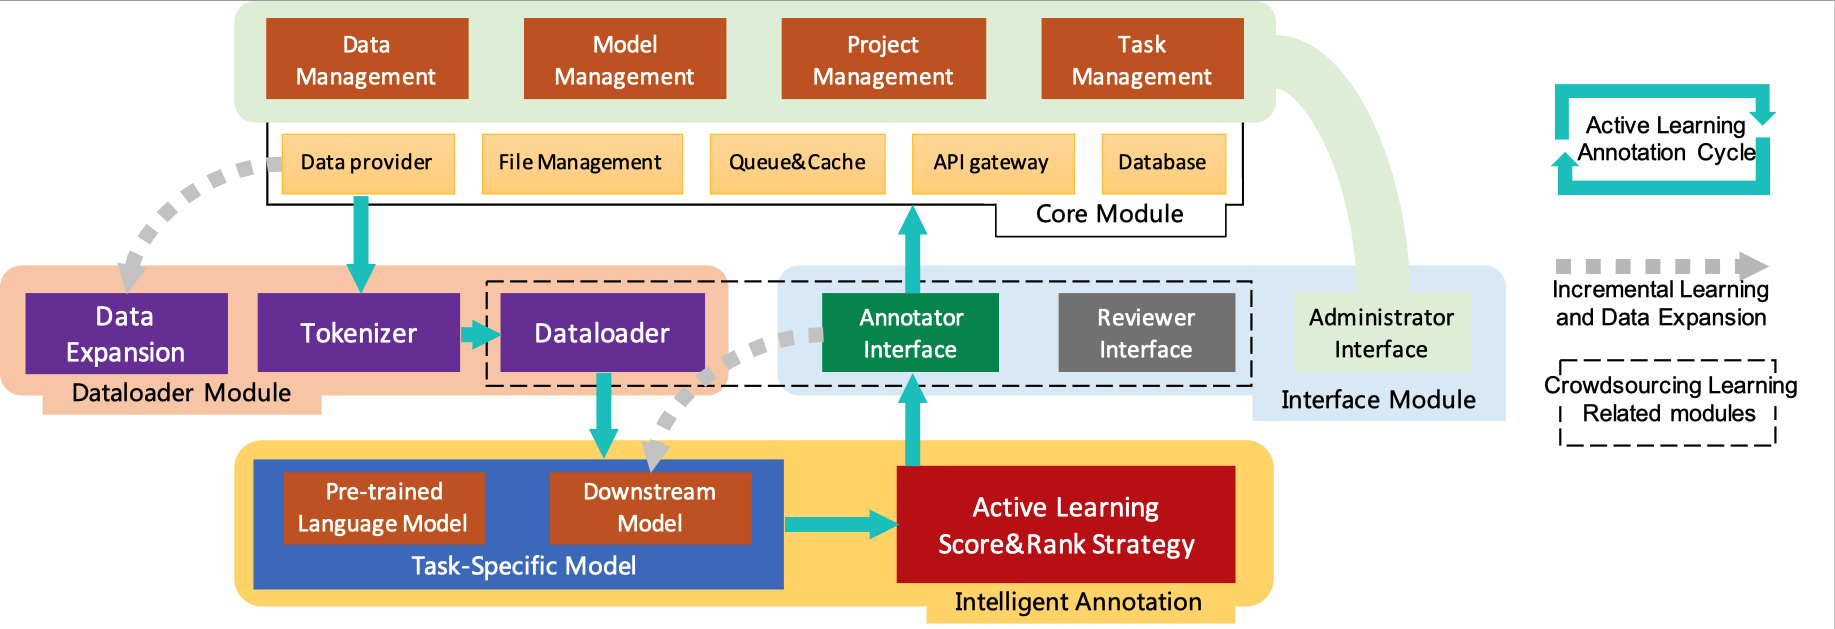 Data
Management
Model
Management
Project
Management
Task
Management
Data provider
File Management
Queue&Cache
API gateway
Database
Core Module
Data
Expansion
Tokenizer
Dataloader
Dataloader Module
Annotator
Interface
Reviewer
Interface
Administrator
Interface
Interface Module
Pre-trained
Language Model
Downstream
Model
Task-Specific Model
Active Learning
Score&Rank Strategy
Intelligent Annotation
Active Learning
Annotation Cycle
Incremental Learning
and Data Expansion
Crowdsourcing Learning
Related modules